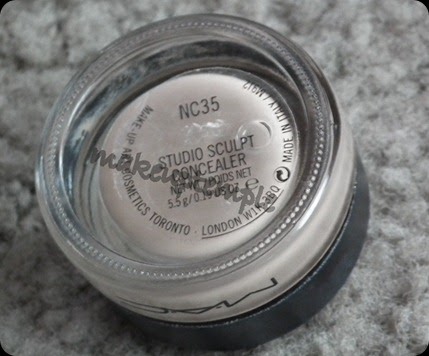 NC35
STUDIO SCULPT
CONCEALER
NET WT. POIDS NET
5.5 g / 0.19 US OZ
MAKE-UP ART COSMETICS TORONTO · LONDON
MADE IN ITALY
MAC